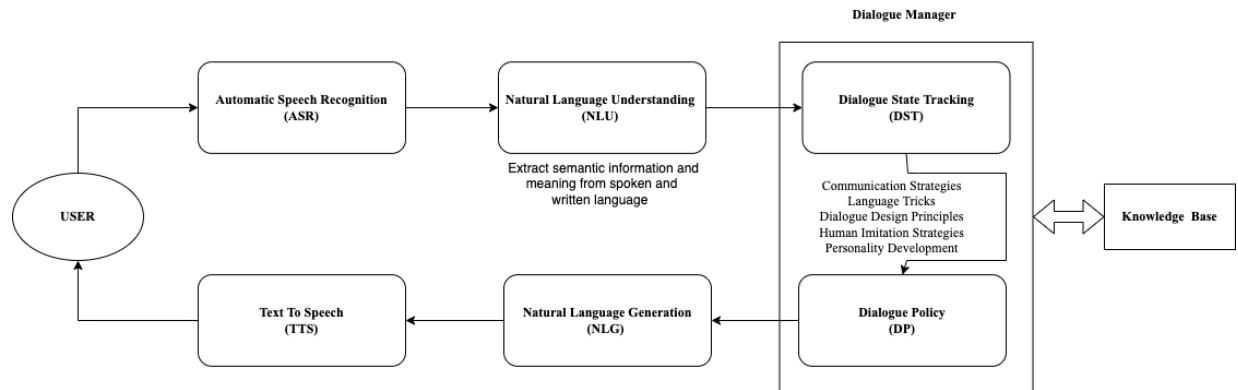 Dialogue Manager
Automatic Speech Recognition
(ASR)
Natural Language Understanding
(NLU)
Dialogue State Tracking
(DST)
Extract semantic information and
meaning from spoken and
written language
Communication Strategies
Language Tricks
Dialogue Design Principles
Human Imitation Strategies
Personality Development
USER
Knowledge Base
Text To Speech
(TTS)
Natural Language Generation
(NLG)
Dialogue Policy
(DP)